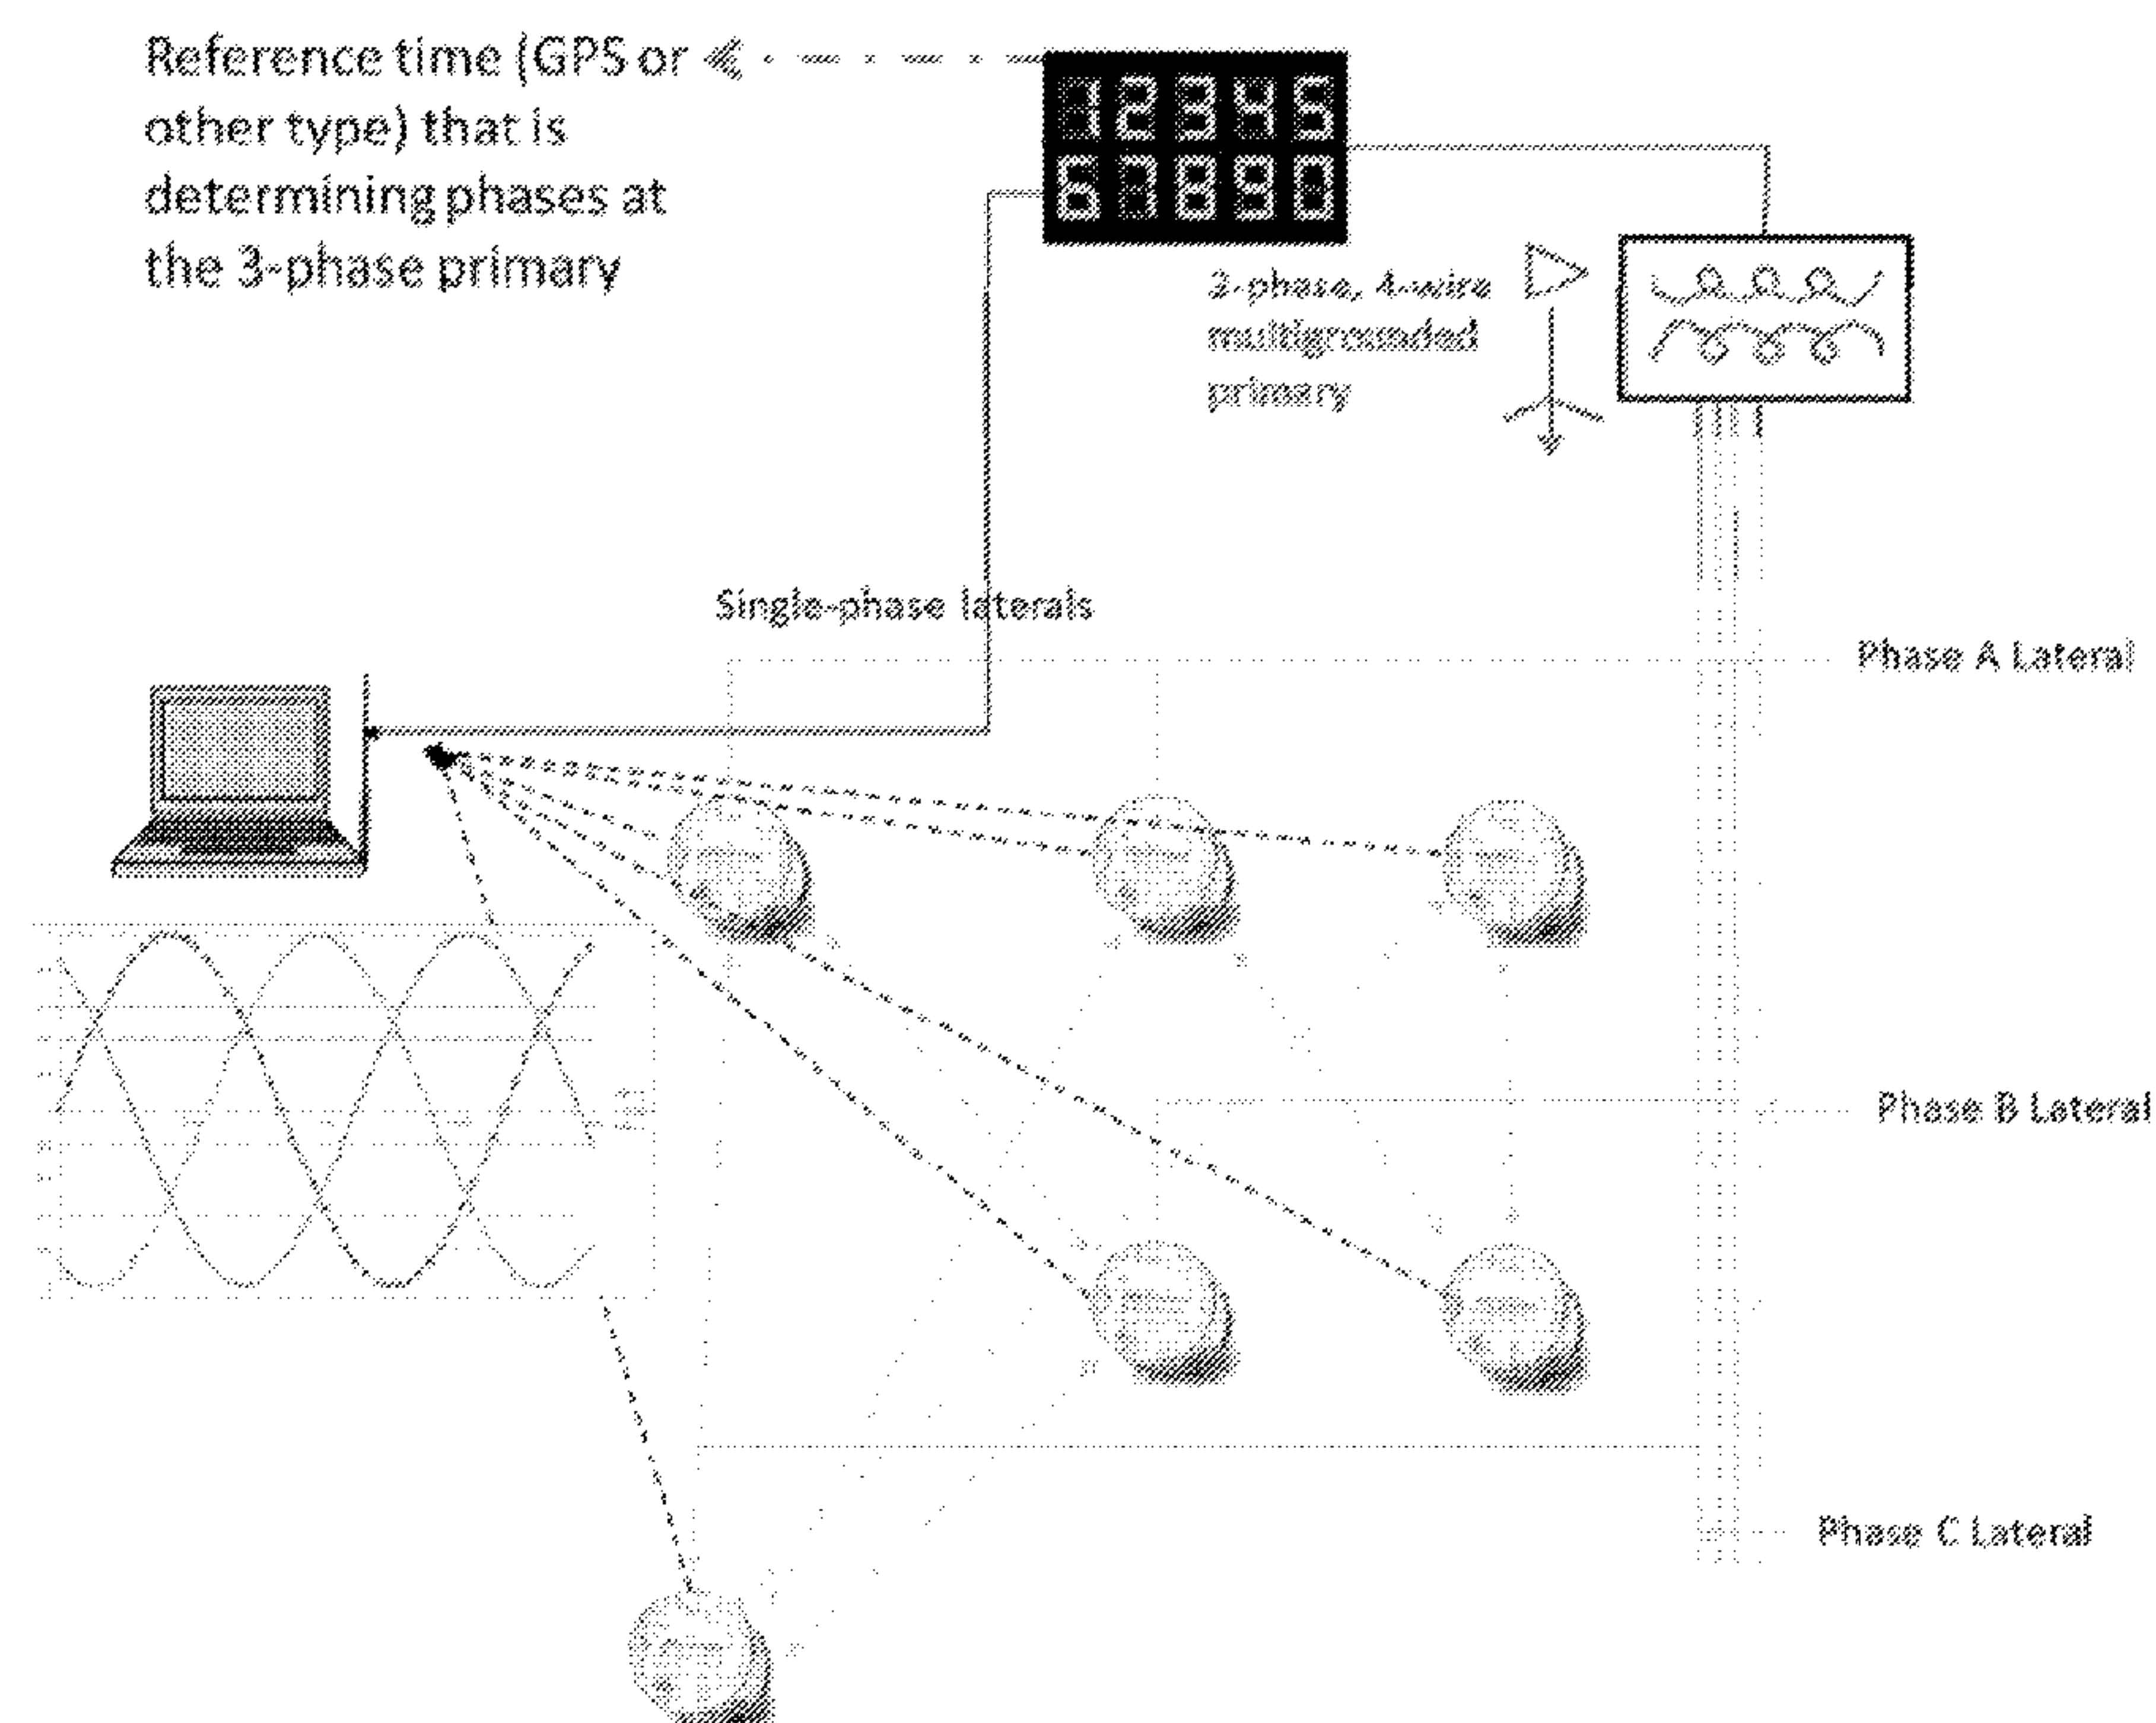 Reference time (GPS or
other type) that is
determining phases at
the 3-phase primary
12345
67890
3-phase, 4-wire
multigrounded
primary
Single-phase laterals
Phase A Lateral
Phase B Lateral
Phase C Lateral